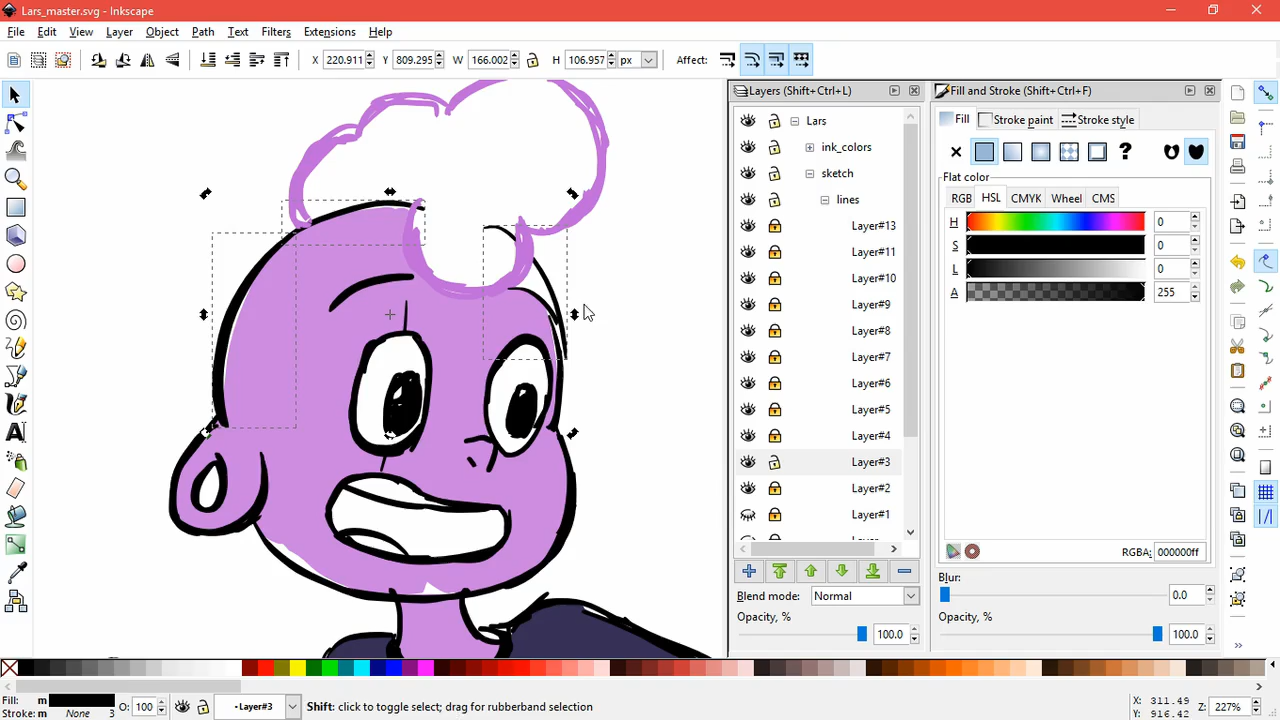 Lars_master.svg - Inkscape
File Edit View Layer Object Path Text Filters Extensions Help
X 220.911 Y 809.295 W 166.002 H 106.957 px Affect:
Layers (Shift+Ctrl+L)
Lars
ink_colors
sketch
lines
Layer#13
Layer#11
Layer#10
Layer#9
Layer#8
Layer#7
Layer#6
Layer#5
Layer#4
Layer#3
Layer#2
Layer#1
Blend mode: Normal
Opacity, % 100.0
Fill and Stroke (Shift+Ctrl+F)
Fill Stroke paint Stroke style
Flat color
RGB HSL CMYK Wheel CMS
H 0
S 0
L 0
A 255
RGBA: 000000ff
Blur:
0.0
Opacity, %
100.0
Fill: m O: 100 •Layer#3 Shift: click to toggle select; drag for rubberband selection X: 311.49 Z: 227%
Stroke: m None 3 Y: 916.42